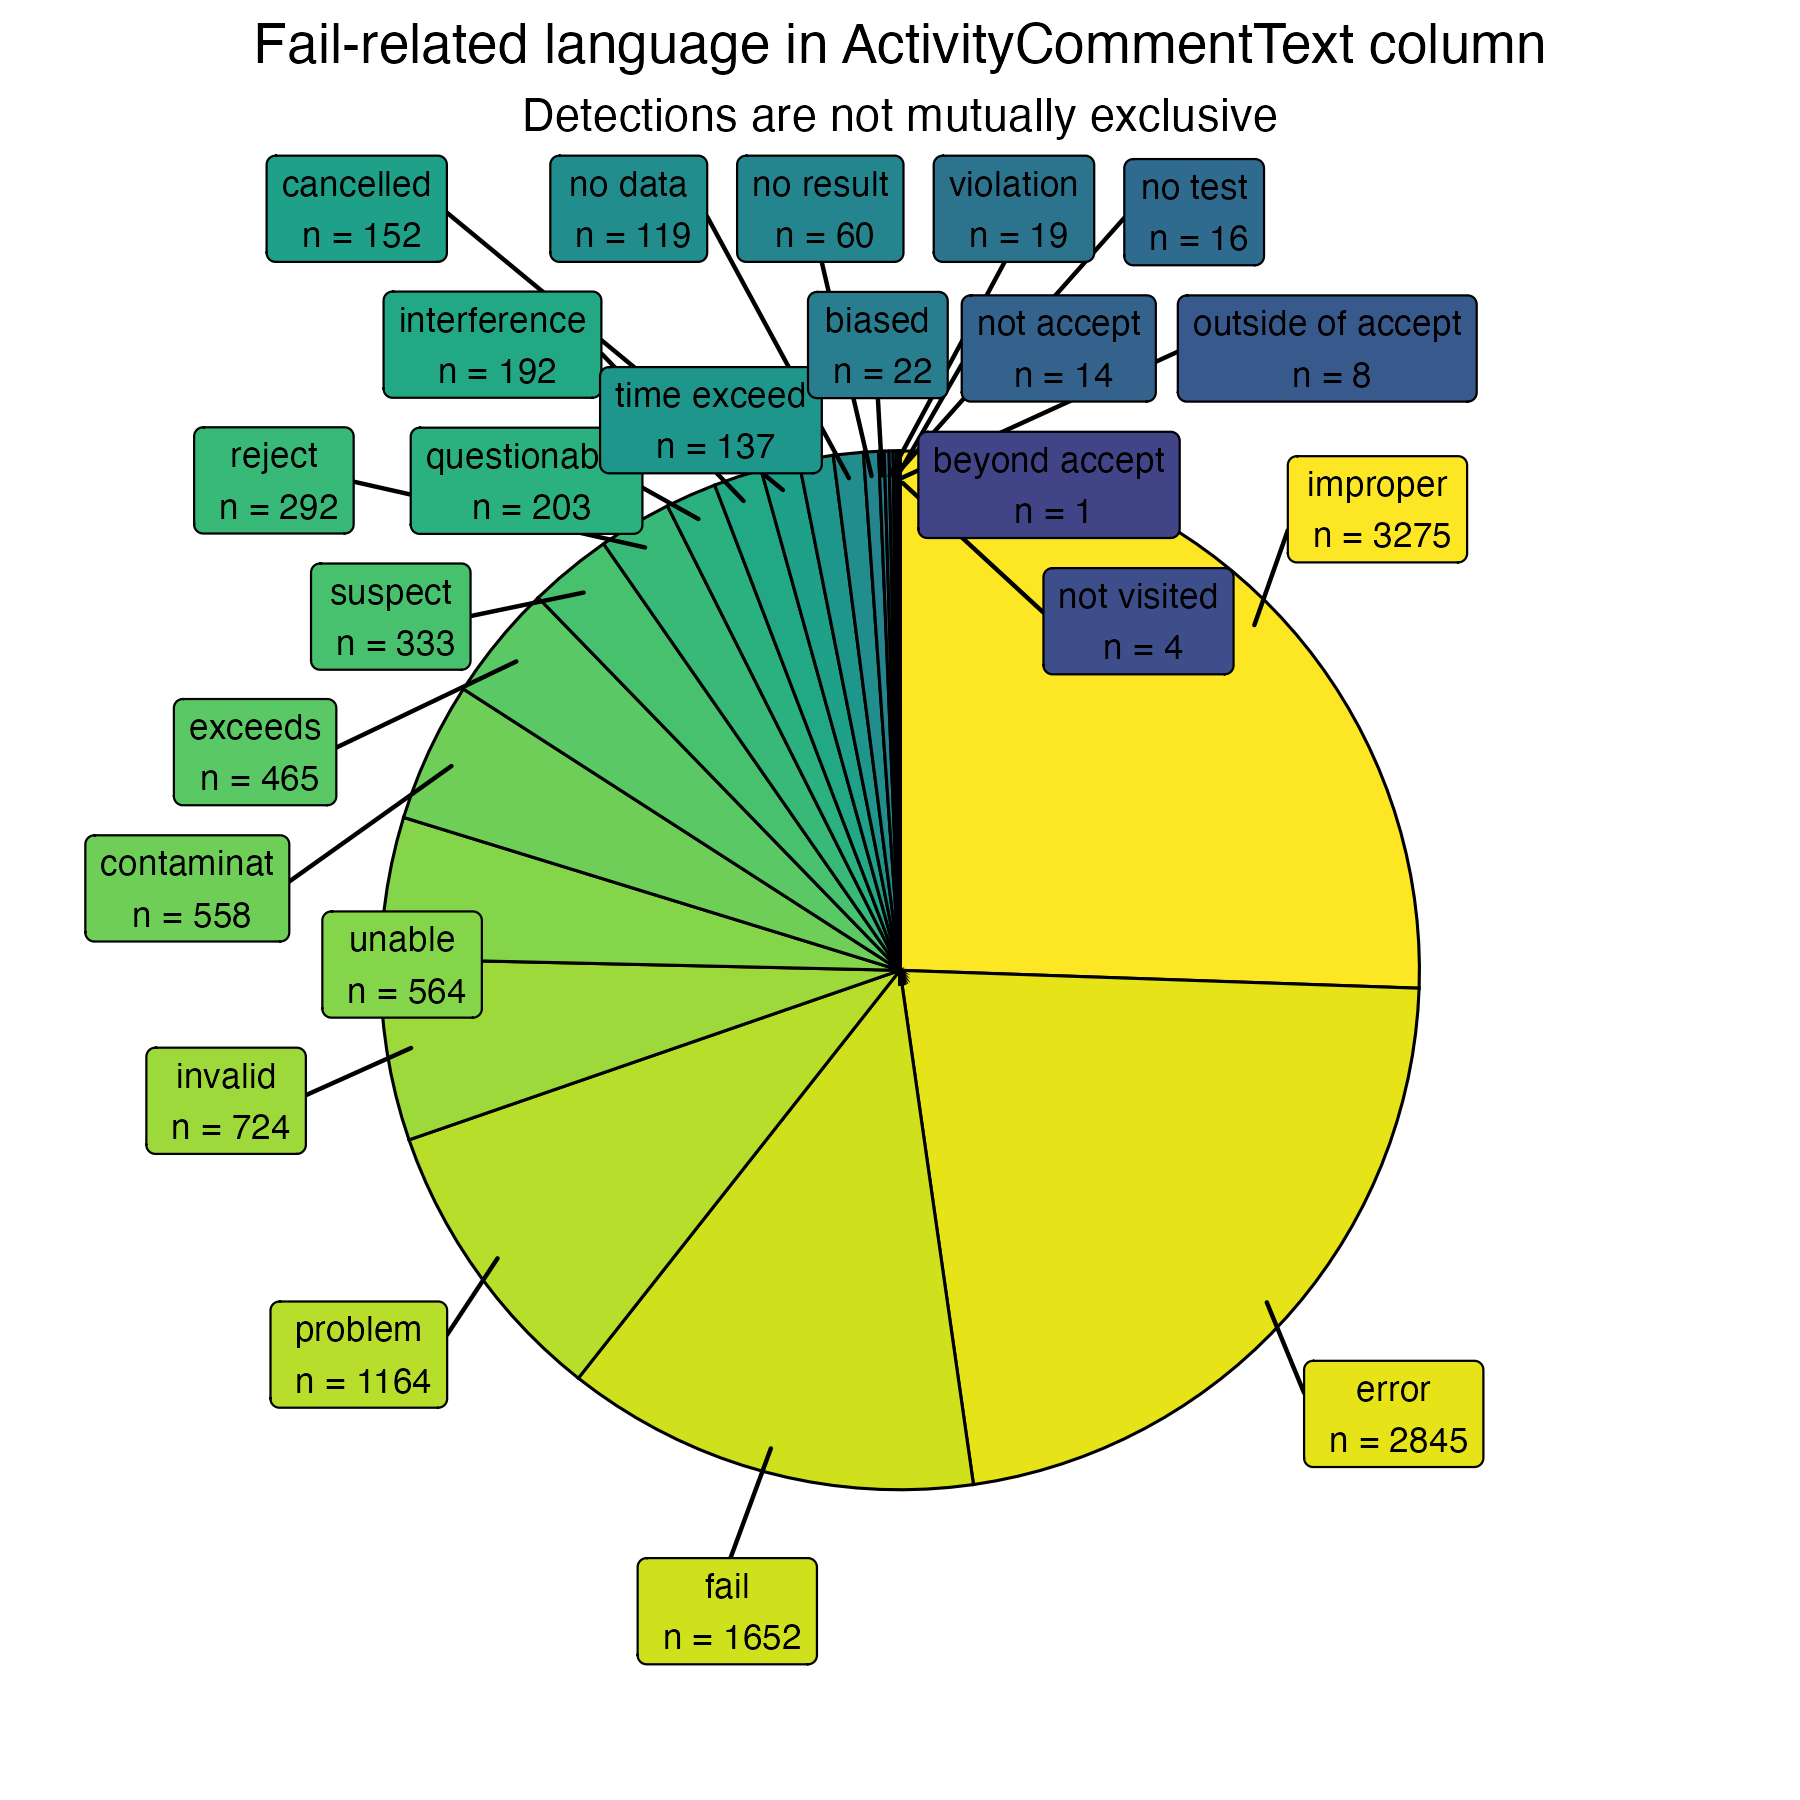 Fail-related language in ActivityCommentText column
Detections are not mutually exclusive
cancelled
n = 152
no data
n = 119
no result
n = 60
violation
n = 19
no test
n = 16
interference
n = 192
time exceed
n = 137
biased
n = 22
not accept
n = 14
outside of accept
n = 8
reject
n = 292
questionab
n = 203
beyond accept
n = 1
improper
n = 3275
suspect
n = 333
not visited
n = 4
exceeds
n = 465
contaminat
n = 558
unable
n = 564
invalid
n = 724
problem
n = 1164
error
n = 2845
fail
n = 1652